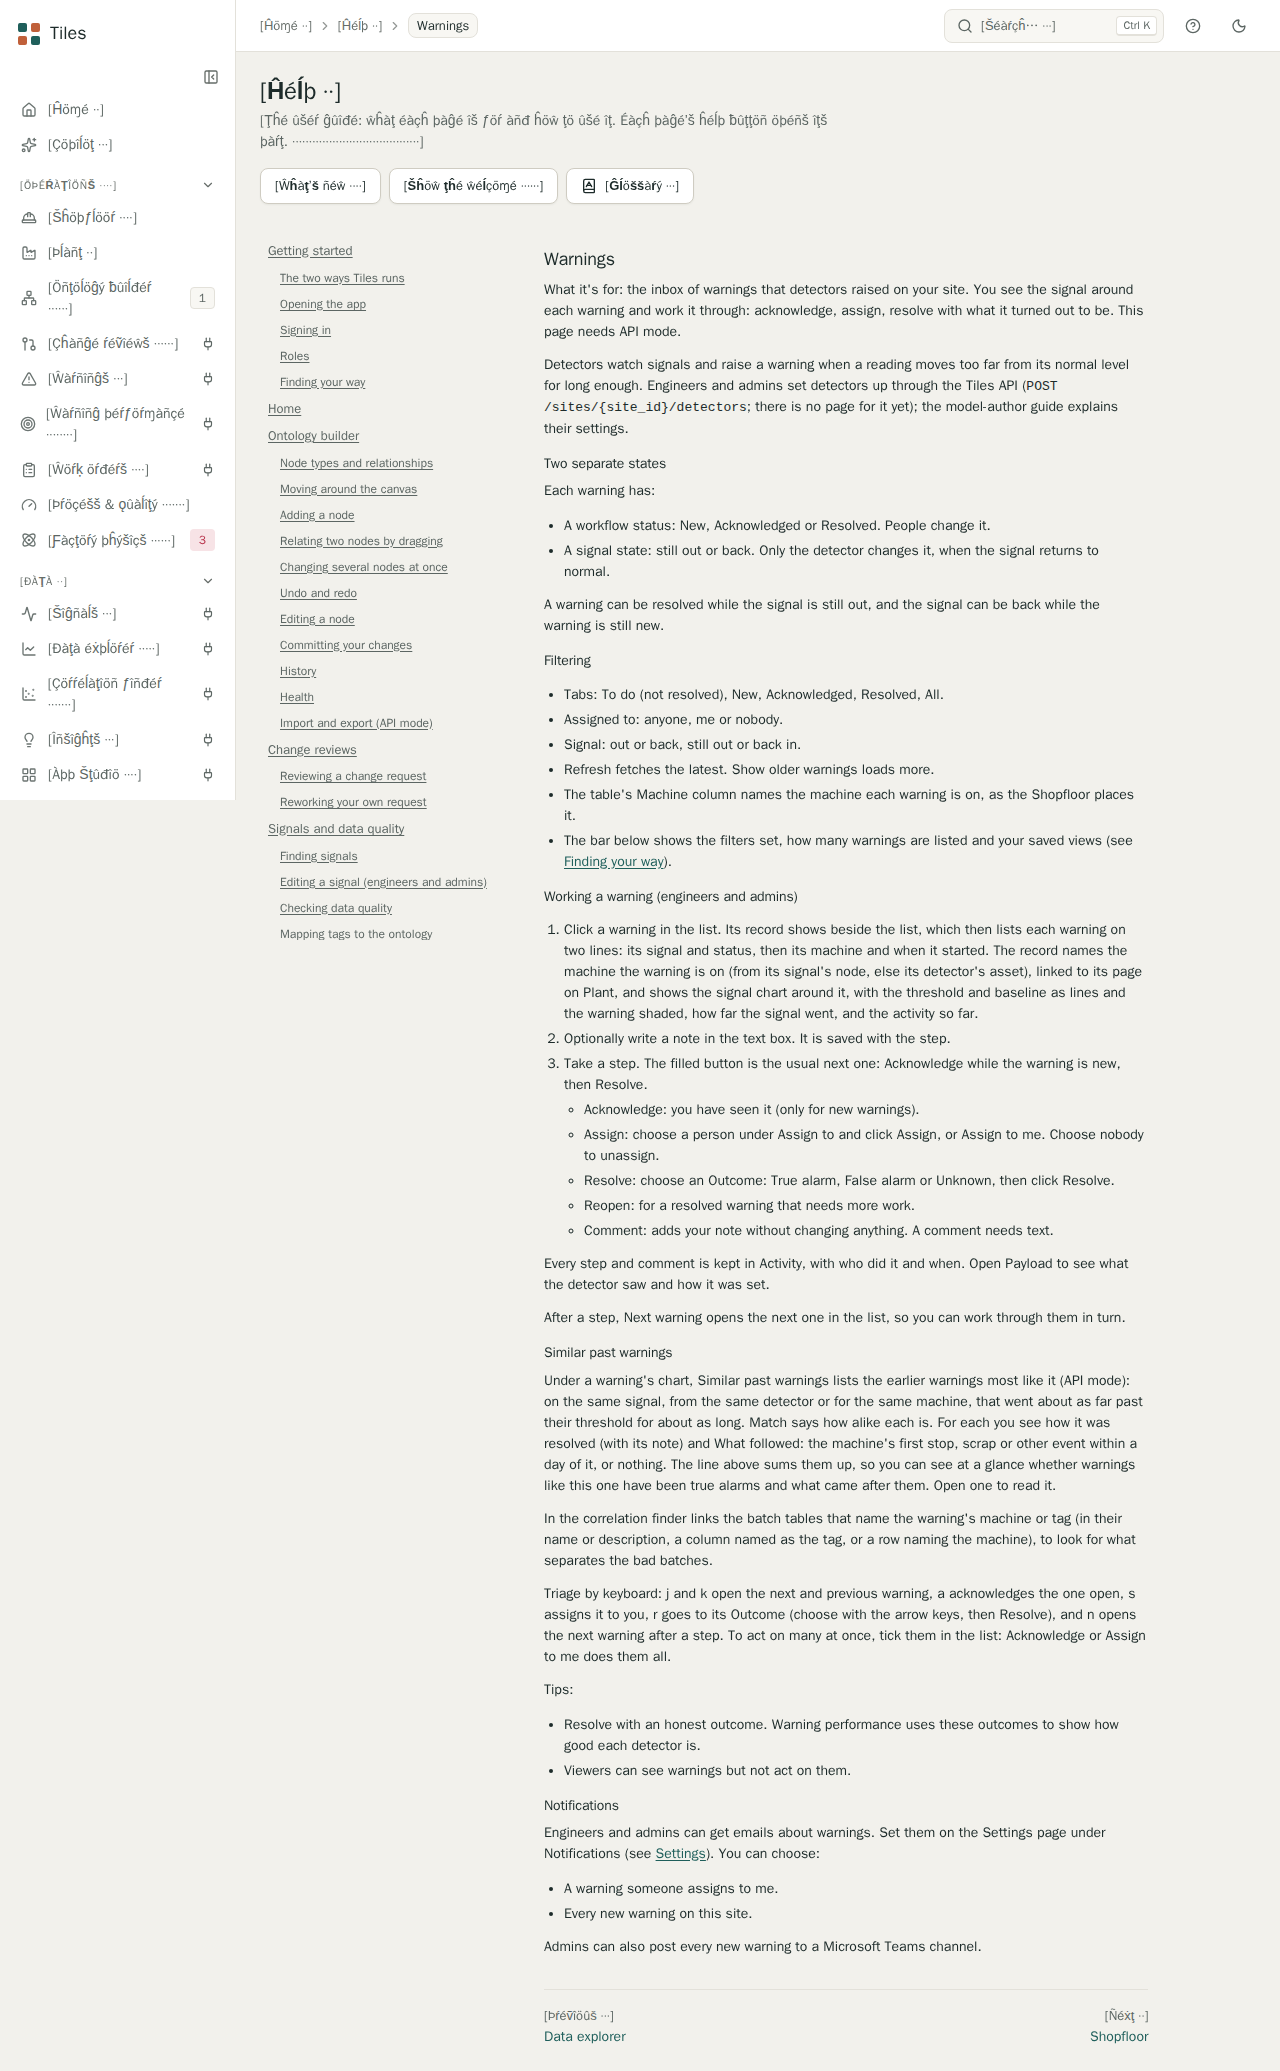 Tiles
[Ĥöɱé ··]
[Çöþîĺöţ ···]
[ÖÞÉŔÀŢÎÖÑŠ ····]
[Šĥöþƒĺööŕ ····]
[Þĺàñţ ··]
[Öñţöĺöĝý ƀûîĺđéŕ ······]
1
[Çĥàñĝé ŕéṽîéŵš ······]
[Ŵàŕñîñĝš ···]
[Ŵàŕñîñĝ þéŕƒöŕɱàñçé ········]
[Ŵöŕķ öŕđéŕš ····]
[Þŕöçéšš & ǫûàĺîţý ·······]
[Ƒàçţöŕý þĥýšîçš ······]
3
[ÐÀŢÀ ··]
[Šîĝñàĺš ···]
[Ðàţà éẋþĺöŕéŕ ·····]
[Çöŕŕéĺàţîöñ ƒîñđéŕ ·······]
[Îñšîĝĥţš ···]
[Àþþ Šţûđîö ····]
[Ĥöɱé ··]
[Ĥéĺþ ··]
Warnings
[Šéàŕçĥ··· ···]
Ctrl K
[Ĥéĺþ ··]
[Ţĥé ûšéŕ ĝûîđé: ŵĥàţ éàçĥ þàĝé îš ƒöŕ àñđ ĥöŵ ţö ûšé îţ. Éàçĥ þàĝé'š ĥéĺþ ƀûţţöñ öþéñš îţš
þàŕţ. ······································]
[Ŵĥàţ'š ñéŵ ····]
[Šĥöŵ ţĥé ŵéĺçöɱé ······]
[Ĝĺöššàŕý ···]
Getting started
The two ways Tiles runs
Opening the app
Signing in
Roles
Finding your way
Home
Ontology builder
Node types and relationships
Moving around the canvas
Adding a node
Relating two nodes by dragging
Changing several nodes at once
Undo and redo
Editing a node
Committing your changes
History
Health
Import and export (API mode)
Change reviews
Reviewing a change request
Reworking your own request
Signals and data quality
Finding signals
Editing a signal (engineers and admins)
Checking data quality
Mapping tags to the ontology
Warnings
What it's for: the inbox of warnings that detectors raised on your site. You see the signal around
each warning and work it through: acknowledge, assign, resolve with what it turned out to be. This
page needs API mode.
Detectors watch signals and raise a warning when a reading moves too far from its normal level
for long enough. Engineers and admins set detectors up through the Tiles API (POST
/sites/{site_id}/detectors; there is no page for it yet); the model-author guide explains
their settings.
Two separate states
Each warning has:
• A workflow status: New, Acknowledged or Resolved. People change it.
• A signal state: still out or back. Only the detector changes it, when the signal returns to
normal.
A warning can be resolved while the signal is still out, and the signal can be back while the
warning is still new.
Filtering
• Tabs: To do (not resolved), New, Acknowledged, Resolved, All.
• Assigned to: anyone, me or nobody.
• Signal: out or back, still out or back in.
• Refresh fetches the latest. Show older warnings loads more.
• The table's Machine column names the machine each warning is on, as the Shopfloor places
it.
• The bar below shows the filters set, how many warnings are listed and your saved views (see
Finding your way).
Working a warning (engineers and admins)
1. Click a warning in the list. Its record shows beside the list, which then lists each warning on
two lines: its signal and status, then its machine and when it started. The record names the
machine the warning is on (from its signal's node, else its detector's asset), linked to its page
on Plant, and shows the signal chart around it, with the threshold and baseline as lines and
the warning shaded, how far the signal went, and the activity so far.
2. Optionally write a note in the text box. It is saved with the step.
3. Take a step. The filled button is the usual next one: Acknowledge while the warning is new,
then Resolve.
◦ Acknowledge: you have seen it (only for new warnings).
◦ Assign: choose a person under Assign to and click Assign, or Assign to me. Choose nobody
to unassign.
◦ Resolve: choose an Outcome: True alarm, False alarm or Unknown, then click Resolve.
◦ Reopen: for a resolved warning that needs more work.
◦ Comment: adds your note without changing anything. A comment needs text.
Every step and comment is kept in Activity, with who did it and when. Open Payload to see what
the detector saw and how it was set.
After a step, Next warning opens the next one in the list, so you can work through them in turn.
Similar past warnings
Under a warning's chart, Similar past warnings lists the earlier warnings most like it (API mode):
on the same signal, from the same detector or for the same machine, that went about as far past
their threshold for about as long. Match says how alike each is. For each you see how it was
resolved (with its note) and What followed: the machine's first stop, scrap or other event within a
day of it, or nothing. The line above sums them up, so you can see at a glance whether warnings
like this one have been true alarms and what came after them. Open one to read it.
In the correlation finder links the batch tables that name the warning's machine or tag (in their
name or description, a column named as the tag, or a row naming the machine), to look for what
separates the bad batches.
Triage by keyboard: j and k open the next and previous warning, a acknowledges the one open, s
assigns it to you, r goes to its Outcome (choose with the arrow keys, then Resolve), and n opens
the next warning after a step. To act on many at once, tick them in the list: Acknowledge or Assign
to me does them all.
Tips:
• Resolve with an honest outcome. Warning performance uses these outcomes to show how
good each detector is.
• Viewers can see warnings but not act on them.
Notifications
Engineers and admins can get emails about warnings. Set them on the Settings page under
Notifications (see Settings). You can choose:
• A warning someone assigns to me.
• Every new warning on this site.
Admins can also post every new warning to a Microsoft Teams channel.
[Þŕéṽîöûš ···]
Data explorer
[Ñéẋţ ··]
Shopfloor